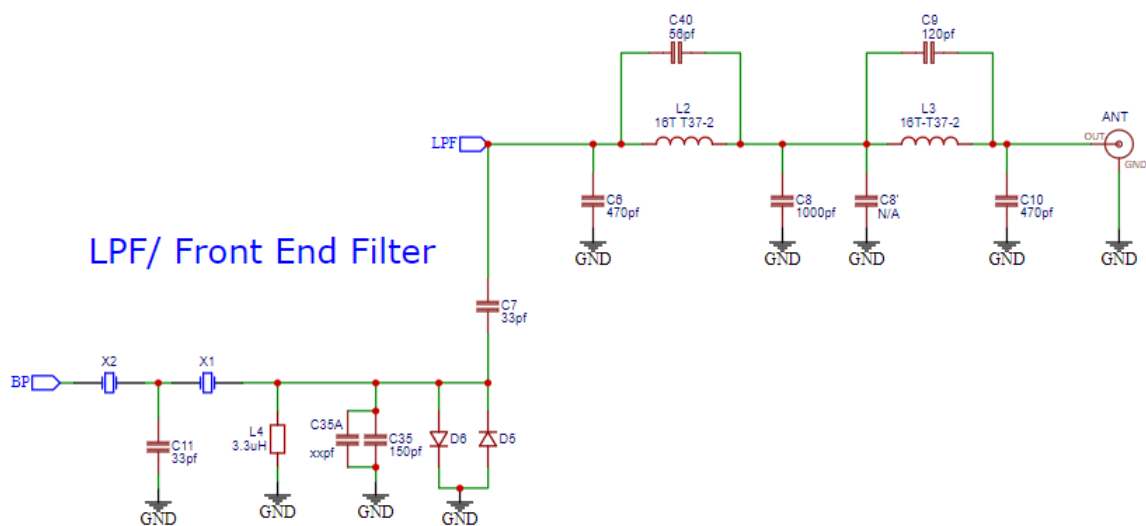 C40
56pf
C9
120pf
L2
16T T37-2
L3
16T-T37-2
ANT
LPF
OUT
GND
C6
470pf
C8
1000pf
C8'
N/A
C10
470pf
GND
GND
GND
GND
GND
LPF/ Front End Filter
C7
33pf
X2
X1
BP
C11
33pf
L4
3.3uH
C35A
xxpf
C35
150pf
D6
D5
GND
GND
GND
GND